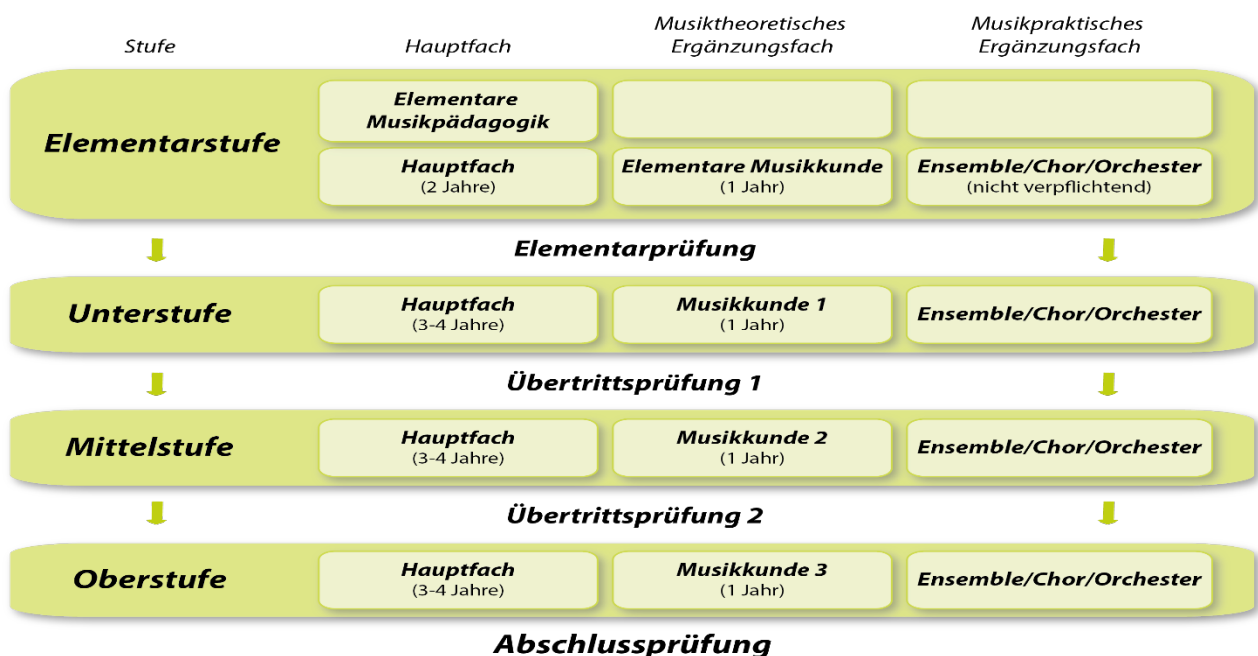 Stufe
Hauptfach
Musiktheoretisches
Ergänzungsfach
Musikpraktisches
Ergänzungsfach
Elementarstufe
Elementare
Musikpädagogik
Hauptfach
(2 Jahre)
Elementare Musikkunde
(1 Jahr)
Ensemble/Chor/Orchester
(nicht verpflichtend)
Elementarprüfung
Unterstufe
Hauptfach
(3-4 Jahre)
Musikkunde 1
(1 Jahr)
Ensemble/Chor/Orchester
Übertrittsprüfung 1
Mittelstufe
Hauptfach
(3-4 Jahre)
Musikkunde 2
(1 Jahr)
Ensemble/Chor/Orchester
Übertrittsprüfung 2
Oberstufe
Hauptfach
(3-4 Jahre)
Musikkunde 3
(1 Jahr)
Ensemble/Chor/Orchester
Abschlussprüfung